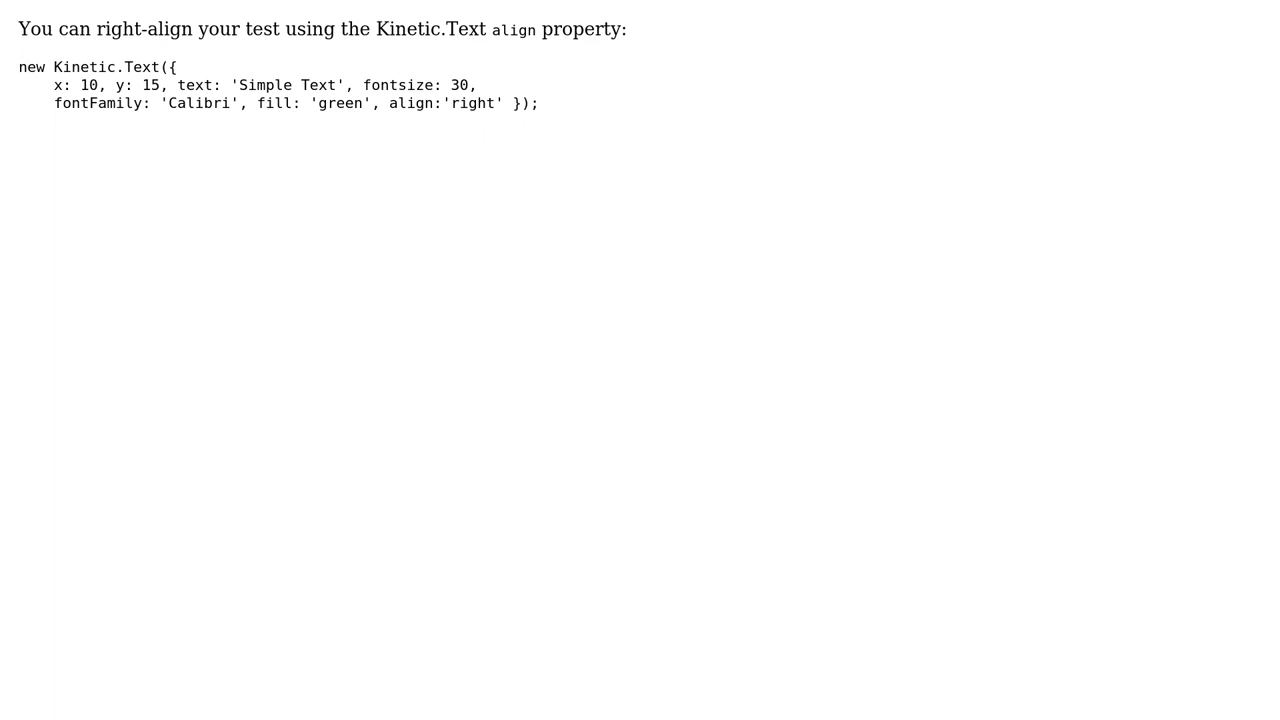 You can right-align your test using the Kinetic.Text align property:
new Kinetic.Text({
    x: 10, y: 15, text: 'Simple Text', fontsize: 30,
    fontFamily: 'Calibri', fill: 'green', align:'right' });